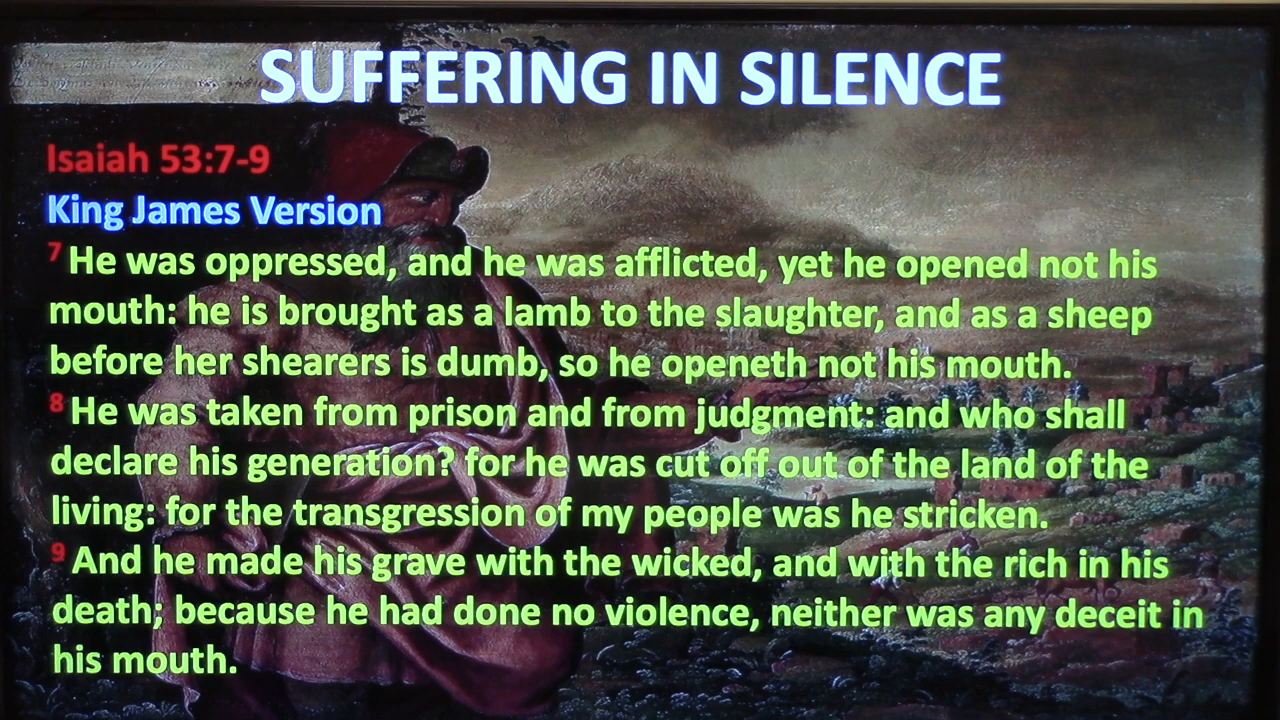 SUFFERING IN SILENCE
Isaiah 53:7-9
King James Version
7 He was oppressed, and he was afflicted, yet he opened not his
mouth: he is brought as a lamb to the slaughter, and as a sheep
before her shearers is dumb, so he openeth not his mouth.
8 He was taken from prison and from judgment: and who shall
declare his generation? for he was cut off out of the land of the
living: for the transgression of my people was he stricken.
9 And he made his grave with the wicked, and with the rich in his
death; because he had done no violence, neither was any deceit in
his mouth.